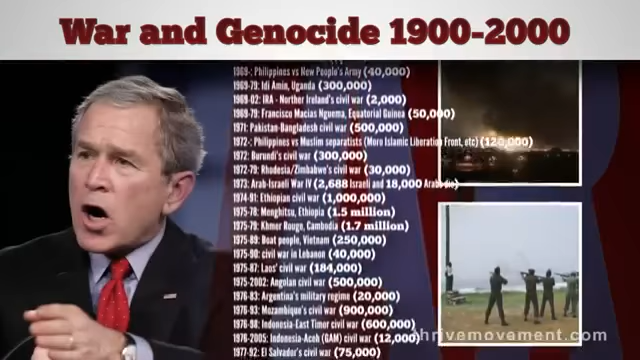 War and Genocide 1900-2000
1969-: Philippines vs New People's Army (40,000)
1969-79: Idi Amin, Uganda (300,000)
1969-02: IRA - Norther Ireland's civil war (2,000)
1969-79: Francisco Macias Nguema, Equatorial Guinea (50,000)
1971: Pakistan-Bangladesh civil war (500,000)
1972-: Philippines vs Muslim separatists (Moro Islamic Liberation Front, etc) (120,000)
1972: Burundi's civil war (300,000)
1972-79: Rhodesia/Zimbabwe's civil war (30,000)
1973: Arab-Israeli War IV (2,688 Israeli and 18,000 Arabs die)
1974-91: Ethiopian civil war (1,000,000)
1975-78: Menghitsu, Ethiopia (1.5 million)
1975-79: Khmer Rouge, Cambodia (1.7 million)
1975-89: Boat people, Vietnam (250,000)
1975-90: civil war in Lebanon (40,000)
1975-87: Laos' civil war (184,000)
1975-2002: Angolan civil war (500,000)
1976-83: Argentina's military regime (20,000)
1976-93: Mozambique's civil war (900,000)
1976-98: Indonesia-East Timor civil war (600,000)
1976-2005: Indonesia-Aceh (GAM) civil war (12,000)
thrivemovement.com
1977-92: El Salvador's civil war (75,000)